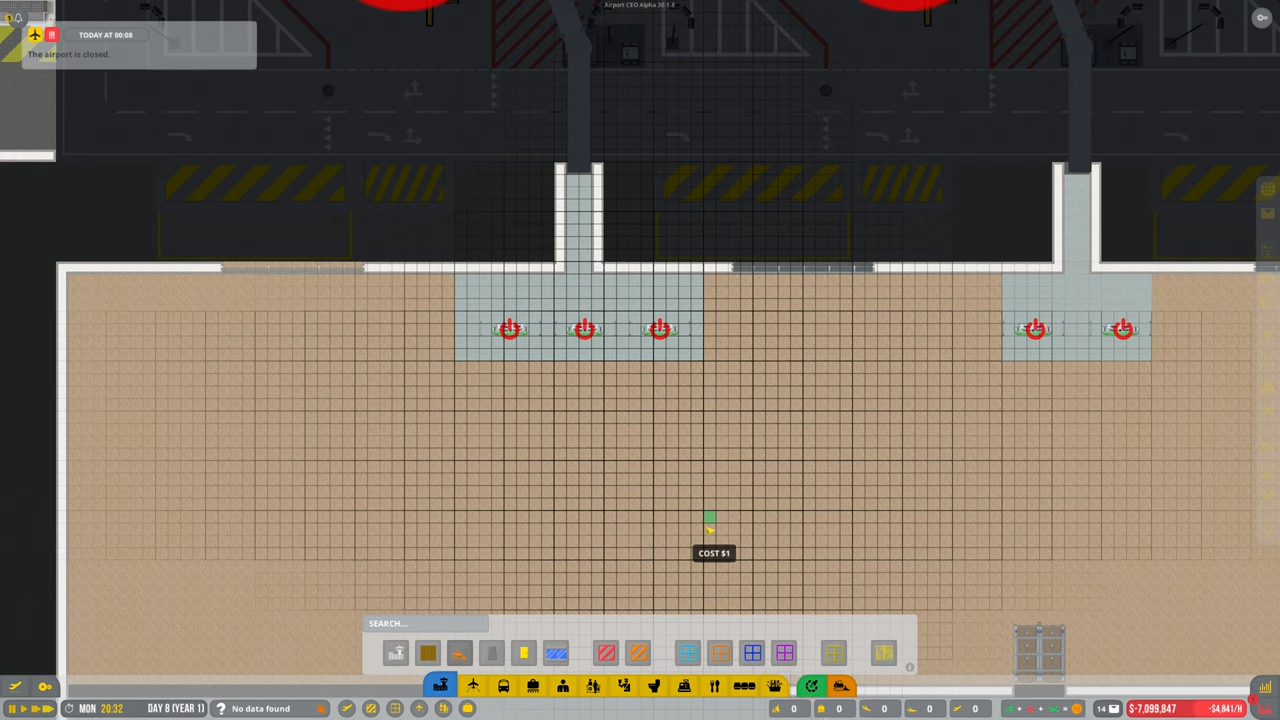 Airport CEO Alpha 30.1-8
1
!!! TODAY AT 00:08
The airport is closed.
COST $1
SEARCH...
MON 20:32 DAY 8 (YEAR 1) ? No data found
0 0 0 0 0 14 $-7,099,847 -$4,841/H